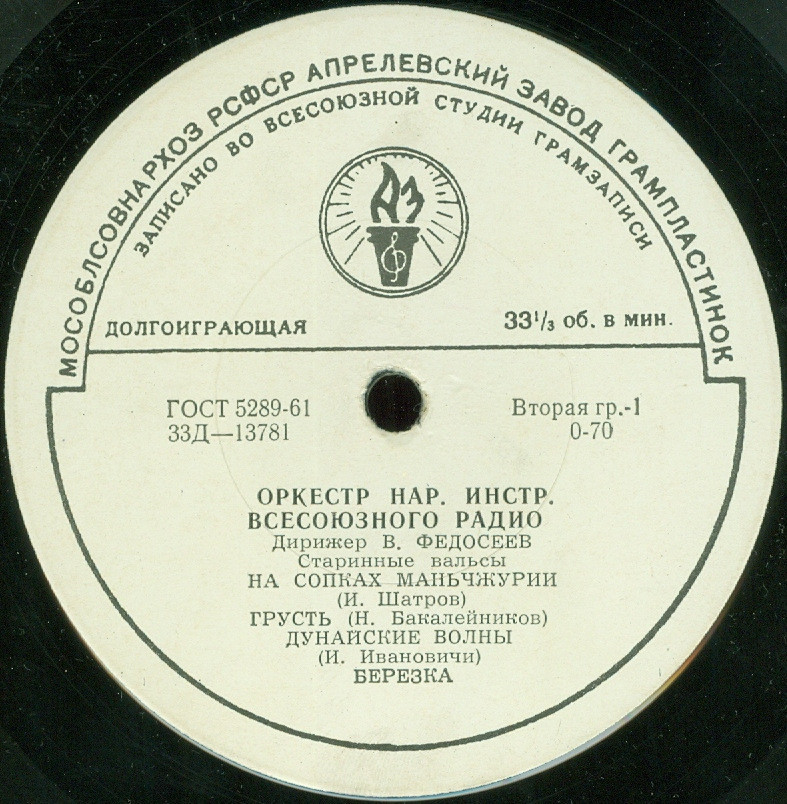 МОСОБЛСОВНАРХОЗ РСФСР АПРЕЛЕВСКИЙ ЗАВОД ГРАМПЛАСТИНОК
ЗАПИСАНО ВО ВСЕСОЮЗНОЙ СТУДИИ ГРАМЗАПИСИ
АЗ
ДОЛГОИГРАЮЩАЯ
33 1/3 об. в мин.
ГОСТ 5289-61
33Д—13781
Вторая гр.-1
0-70
ОРКЕСТР НАР. ИНСТР.
ВСЕСОЮЗНОГО РАДИО
Дирижер В. ФЕДОСЕЕВ
Старинные вальсы
НА СОПКАХ МАНЬЧЖУРИИ
(И. Шатров)
ГРУСТЬ (Н. Бакалейников)
ДУНАЙСКИЕ ВОЛНЫ
(И. Ивановичи)
БЕРЕЗКА